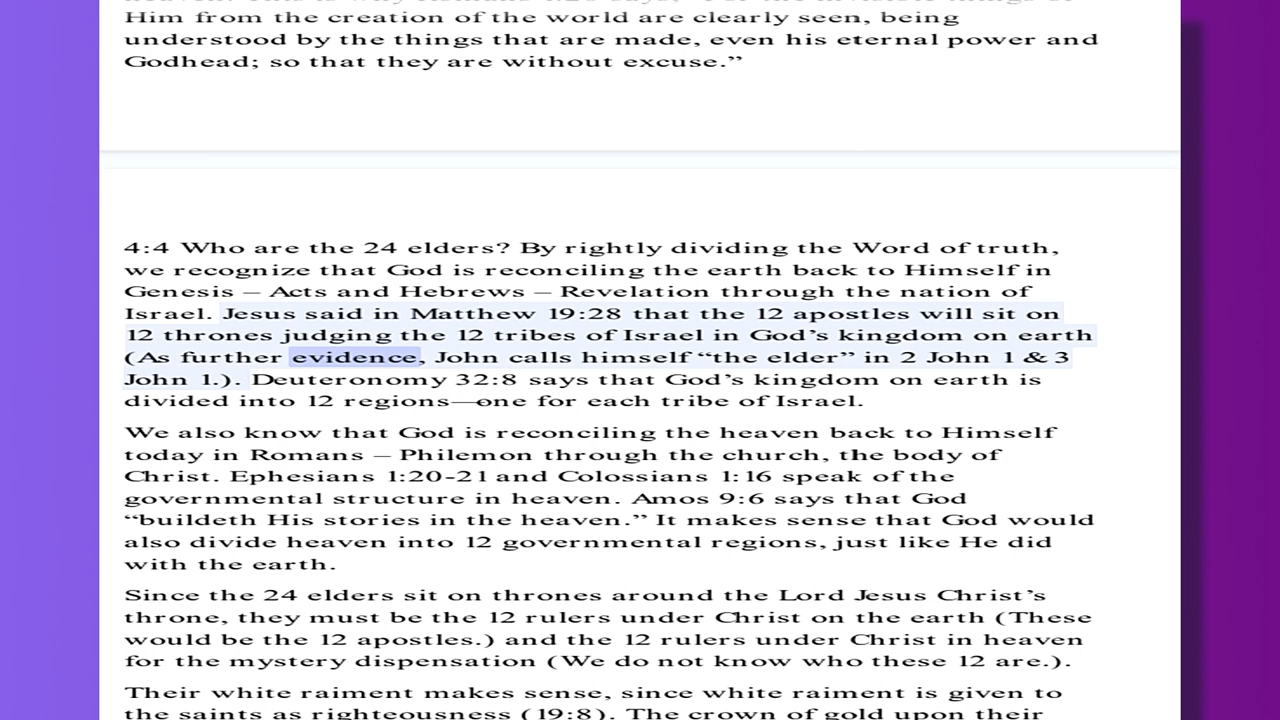 Him from the creation of the world are clearly seen, being
understood by the things that are made, even his eternal power and
Godhead; so that they are without excuse.”
4:4 Who are the 24 elders? By rightly dividing the Word of truth,
we recognize that God is reconciling the earth back to Himself in
Genesis – Acts and Hebrews – Revelation through the nation of
Israel. Jesus said in Matthew 19:28 that the 12 apostles will sit on
12 thrones judging the 12 tribes of Israel in God’s kingdom on earth
(As further evidence, John calls himself “the elder” in 2 John 1 & 3
John 1.). Deuteronomy 32:8 says that God’s kingdom on earth is
divided into 12 regions—one for each tribe of Israel.
We also know that God is reconciling the heaven back to Himself
today in Romans – Philemon through the church, the body of
Christ. Ephesians 1:20-21 and Colossians 1:16 speak of the
governmental structure in heaven. Amos 9:6 says that God
“buildeth His stories in the heaven.” It makes sense that God would
also divide heaven into 12 governmental regions, just like He did
with the earth.
Since the 24 elders sit on thrones around the Lord Jesus Christ’s
throne, they must be the 12 rulers under Christ on the earth (These
would be the 12 apostles.) and the 12 rulers under Christ in heaven
for the mystery dispensation (We do not know who these 12 are.).
Their white raiment makes sense, since white raiment is given to
the saints as righteousness (19:8). The crown of gold upon their